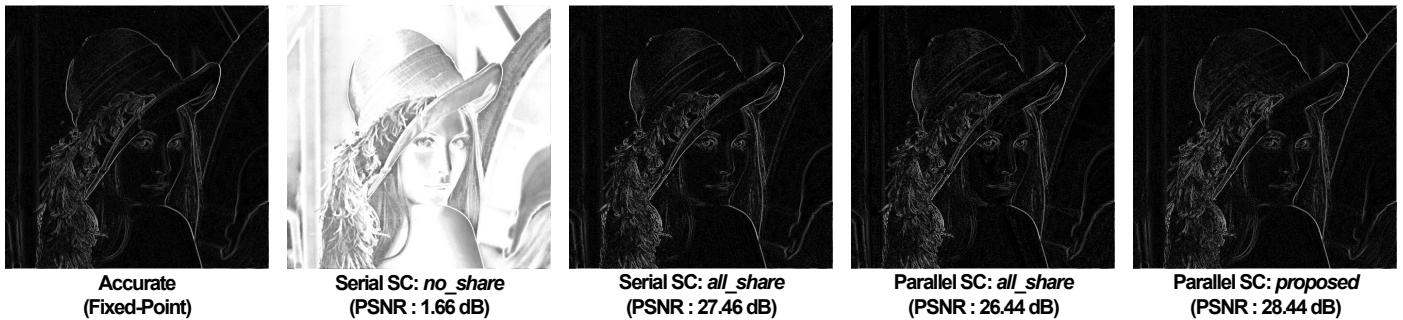 Accurate
(Fixed-Point)
Serial SC: no_share
(PSNR : 1.66 dB)
Serial SC: all_share
(PSNR : 27.46 dB)
Parallel SC: all_share
(PSNR : 26.44 dB)
Parallel SC: proposed
(PSNR : 28.44 dB)